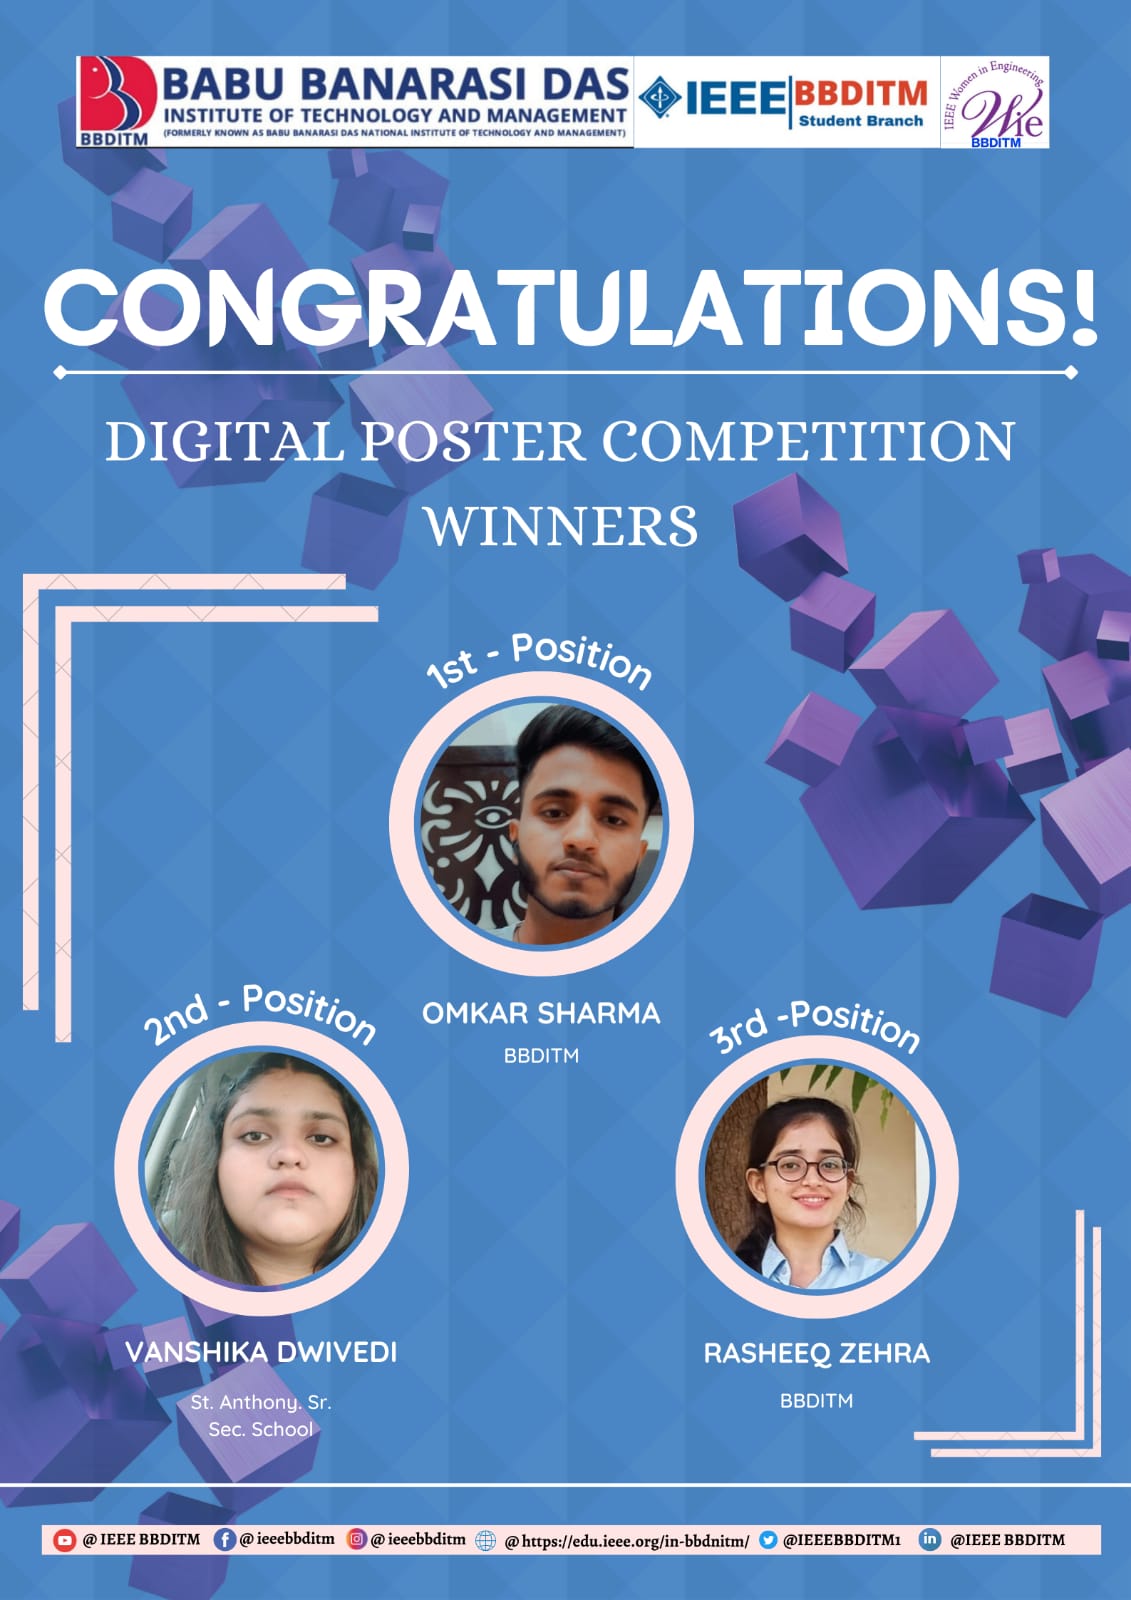 BBDITM
BABU BANARASI DAS
INSTITUTE OF TECHNOLOGY AND MANAGEMENT
(FORMERLY KNOWN AS BABU BANARASI DAS NATIONAL INSTITUTE OF TECHNOLOGY AND MANAGEMENT)
IEEE BBDITM
Student Branch
IEEE Women in Engineering
WiE
BBDITM
CONGRATULATIONS!
DIGITAL POSTER COMPETITION
WINNERS
1st - Position
OMKAR SHARMA
BBDITM
2nd - Position
VANSHIKA DWIVEDI
St. Anthony. Sr.
Sec. School
3rd -Position
RASHEEQ ZEHRA
BBDITM
@ IEEE BBDITM @ ieeebbditm @ ieeebbditm @ https://edu.ieee.org/in-bbdnitm/ @IEEEBBDITM1 in @IEEE BBDITM